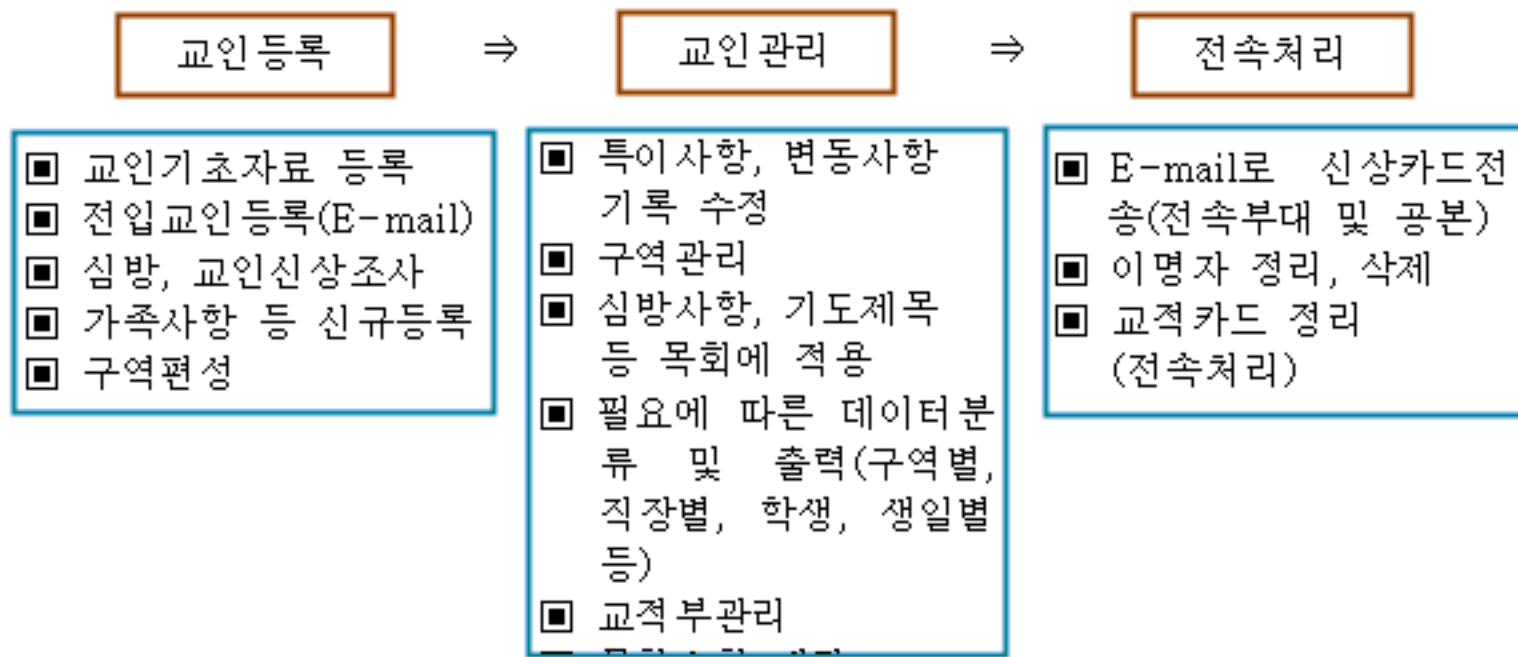 교인등록 ⇒ 교인관리 ⇒ 전속처리
▣ 교인기초자료 등록
▣ 전입교인등록(E-mail)
▣ 심방, 교인신상조사
▣ 가족사항 등 신규등록
▣ 구역편성
▣ 특이사항, 변동사항
기록 수정
▣ 구역관리
▣ 심방사항, 기도제목
등 목회에 적용
▣ 필요에 따른 데이터분
류 및 출력(구역별,
직장별, 학생, 생일별
등)
▣ 교적부관리
▣ E-mail로 신상카드전
송(전속부대 및 공본)
▣ 이명자 정리, 삭제
▣ 교적카드 정리
(전속처리)